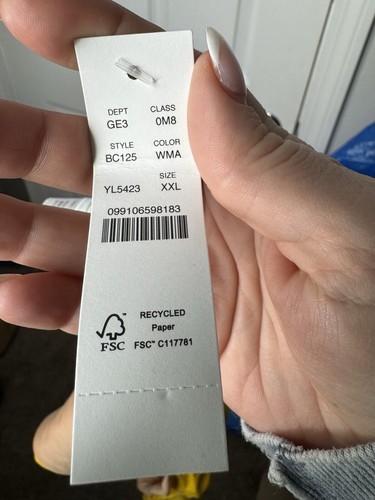 DEPT CLASS
GE3 0M8
STYLE COLOR
BC125 WMA
SIZE
YL5423 XXL
099106598183
RECYCLED
Paper
FSC™ C117781
FSC